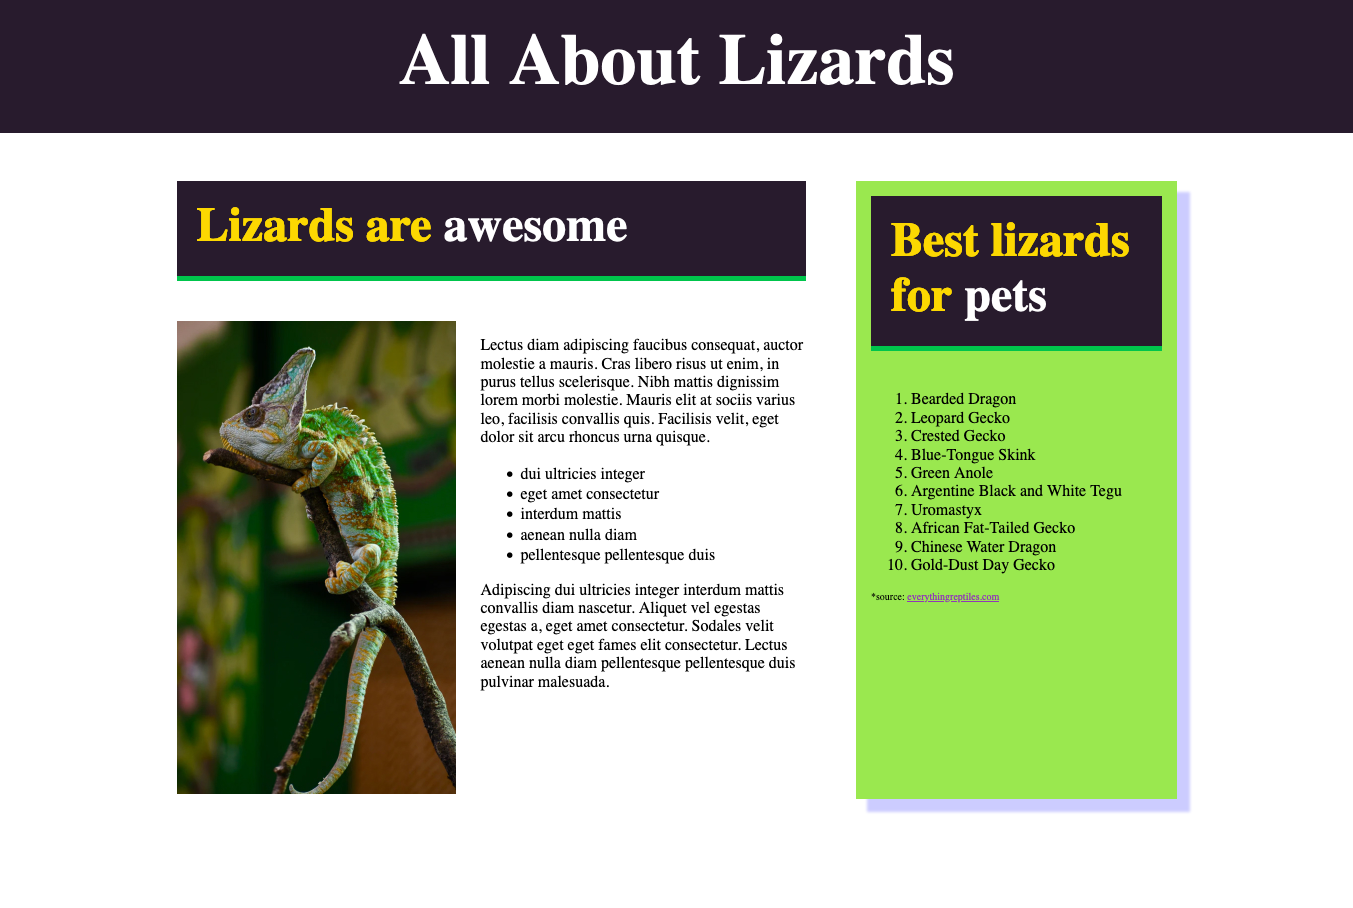 All About Lizards
Lizards are awesome
Lectus diam adipiscing faucibus consequat, auctor
molestie a mauris. Cras libero risus ut enim, in
purus tellus scelerisque. Nibh mattis dignissim
lorem morbi molestie. Mauris elit at sociis varius
leo, facilisis convallis quis. Facilisis velit, eget
dolor sit arcu rhoncus urna quisque.
• dui ultricies integer
• eget amet consectetur
• interdum mattis
• aenean nulla diam
• pellentesque pellentesque duis
Adipiscing dui ultricies integer interdum mattis
convallis diam nascetur. Aliquet vel egestas
egestas a, eget amet consectetur. Sodales velit
volutpat eget eget fames elit consectetur. Lectus
aenean nulla diam pellentesque pellentesque duis
pulvinar malesuada.
Best lizards
for pets
1. Bearded Dragon
2. Leopard Gecko
3. Crested Gecko
4. Blue-Tongue Skink
5. Green Anole
6. Argentine Black and White Tegu
7. Uromastyx
8. African Fat-Tailed Gecko
9. Chinese Water Dragon
10. Gold-Dust Day Gecko
*source: everythingreptiles.com